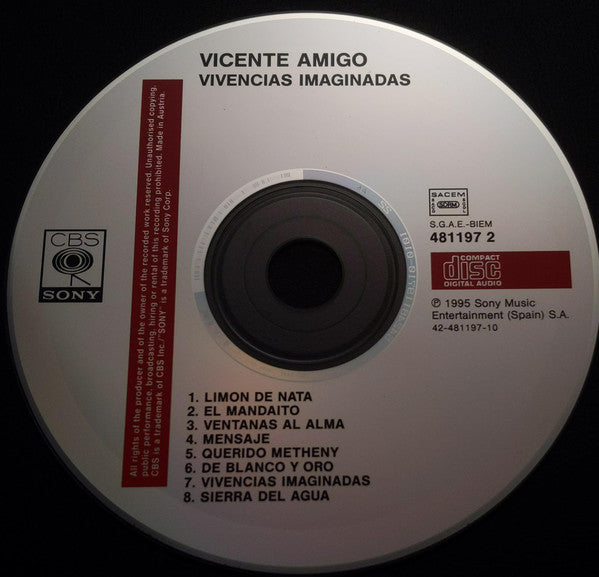 VICENTE AMIGO
VIVENCIAS IMAGINADAS
All rights of the producer and of the owner of the recorded work reserved. Unauthorised copying,
public performance, broadcasting, hiring or rental of this recording prohibited. Made in Austria.
CBS is a trademark of CBS Inc./"SONY" is a trademark of Sony Corp.
CBS
SONY
SACEM
SDRM
S.G.A.E.-BIEM
481197 2
COMPACT
disc
DIGITAL AUDIO
℗ 1995 Sony Music
Entertainment (Spain) S.A.
42-481197-10
1. LIMON DE NATA
2. EL MANDAITO
3. VENTANAS AL ALMA
4. MENSAJE
5. QUERIDO METHENY
6. DE BLANCO Y ORO
7. VIVENCIAS IMAGINADAS
8. SIERRA DEL AGUA